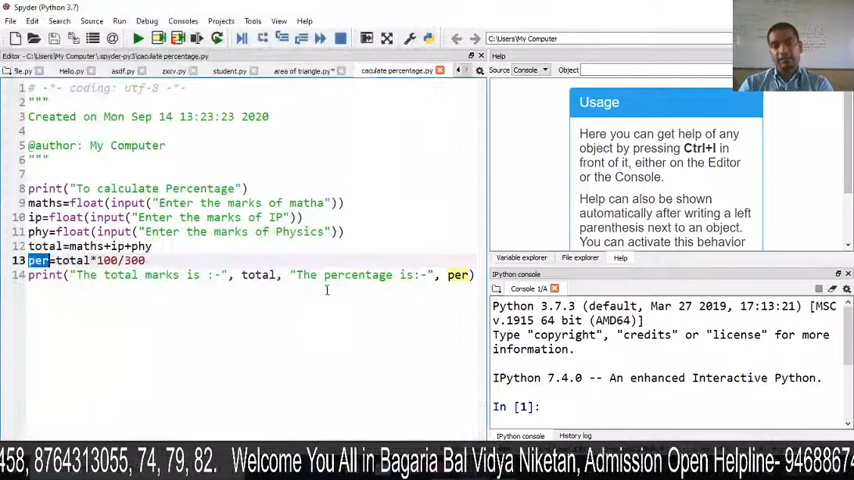 Spyder (Python 3.7)
File Edit Search Source Run Debug Consoles Projects Tools View Help
C:\Users\My Computer
Editor - C:\Users\My Computer\.spyder-py3\caculate percentage.py
Help
file.py Hello.py asdf.py zxcv.py student.py area of triangle.py* caculate percentage.py
Source Console Object
1 # -*- coding: utf-8 -*-
2 """
3 Created on Mon Sep 14 13:23:23 2020
4
5 @author: My Computer
6 """
7
8 print("To calculate Percentage")
9 maths=float(input("Enter the marks of matha"))
10 ip=float(input("Enter the marks of IP"))
11 phy=float(input("Enter the marks of Physics"))
12 total=maths+ip+phy
13 per=total*100/300
14 print("The total marks is :-", total, "The percentage is:-", per)
Usage
Here you can get help of any
object by pressing Ctrl+I in
front of it, either on the Editor
or the Console.
Help can also be shown
automatically after writing a left
parenthesis next to an object.
You can activate this behavior
Variable explorer File explorer Help
IPython console
Console 1/A
Python 3.7.3 (default, Mar 27 2019, 17:13:21) [MSC
v.1915 64 bit (AMD64)]
Type "copyright", "credits" or "license" for more
information.
IPython 7.4.0 -- An enhanced Interactive Python.
In [1]:
IPython console History log
458, 8764313055, 74, 79, 82. Welcome You All in Bagaria Bal Vidya Niketan, Admission Open Helpline- 94688674